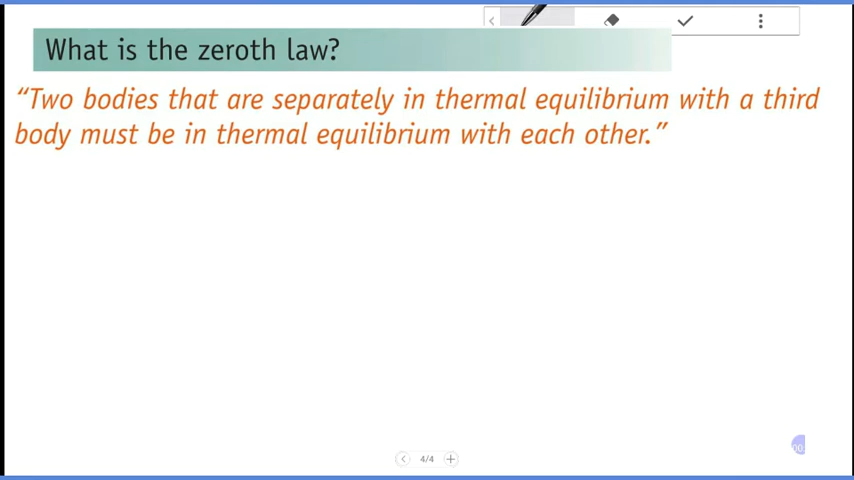 What is the zeroth law?
“Two bodies that are separately in thermal equilibrium with a third
body must be in thermal equilibrium with each other.”
4/4